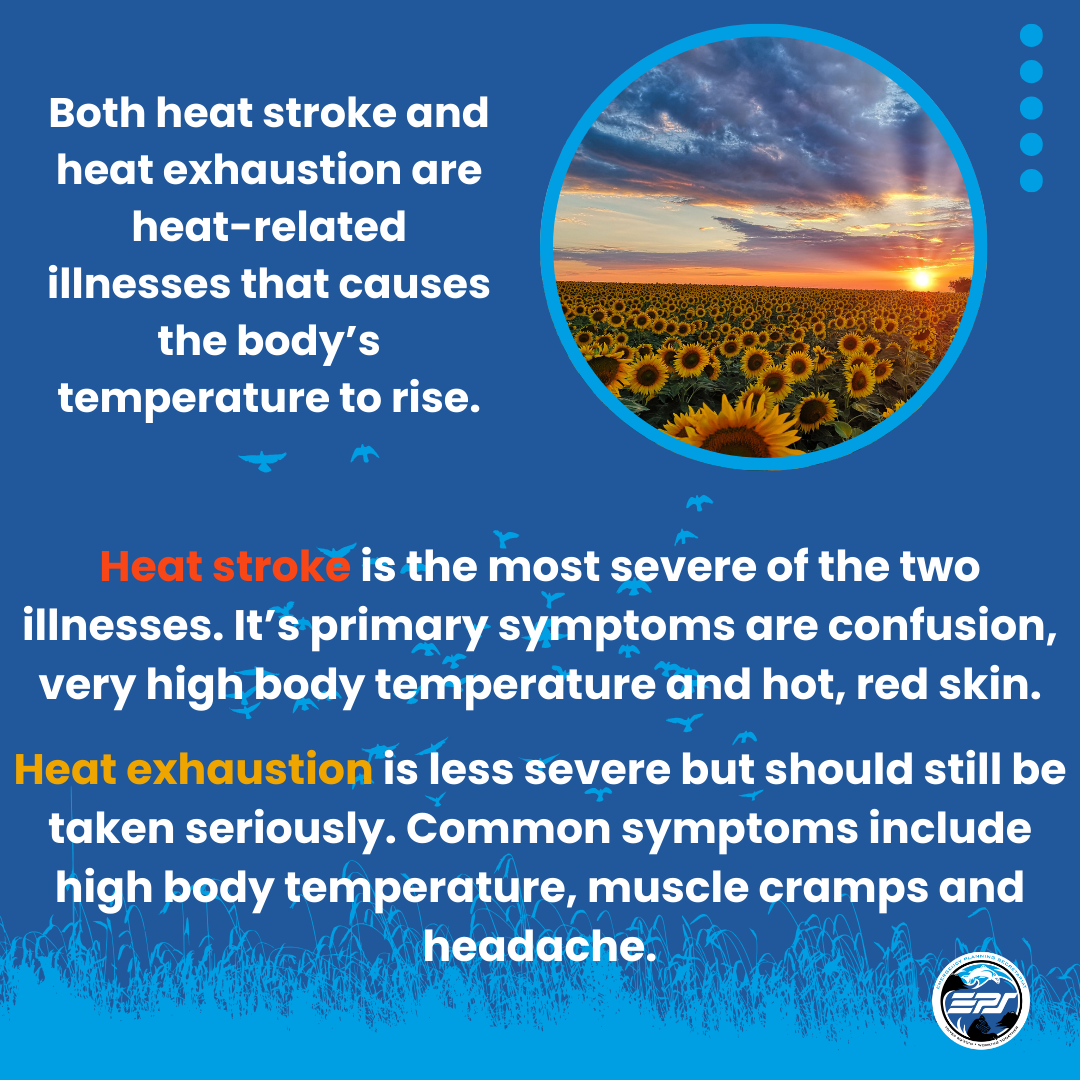 Both heat stroke and
heat exhaustion are
heat-related
illnesses that causes
the body’s
temperature to rise.
Heat stroke is the most severe of the two
illnesses. It’s primary symptoms are confusion,
very high body temperature and hot, red skin.
Heat exhaustion is less severe but should still be
taken seriously. Common symptoms include
high body temperature, muscle cramps and
headache.
EMERGENCY PLANNING SECRETARIAT
EPS